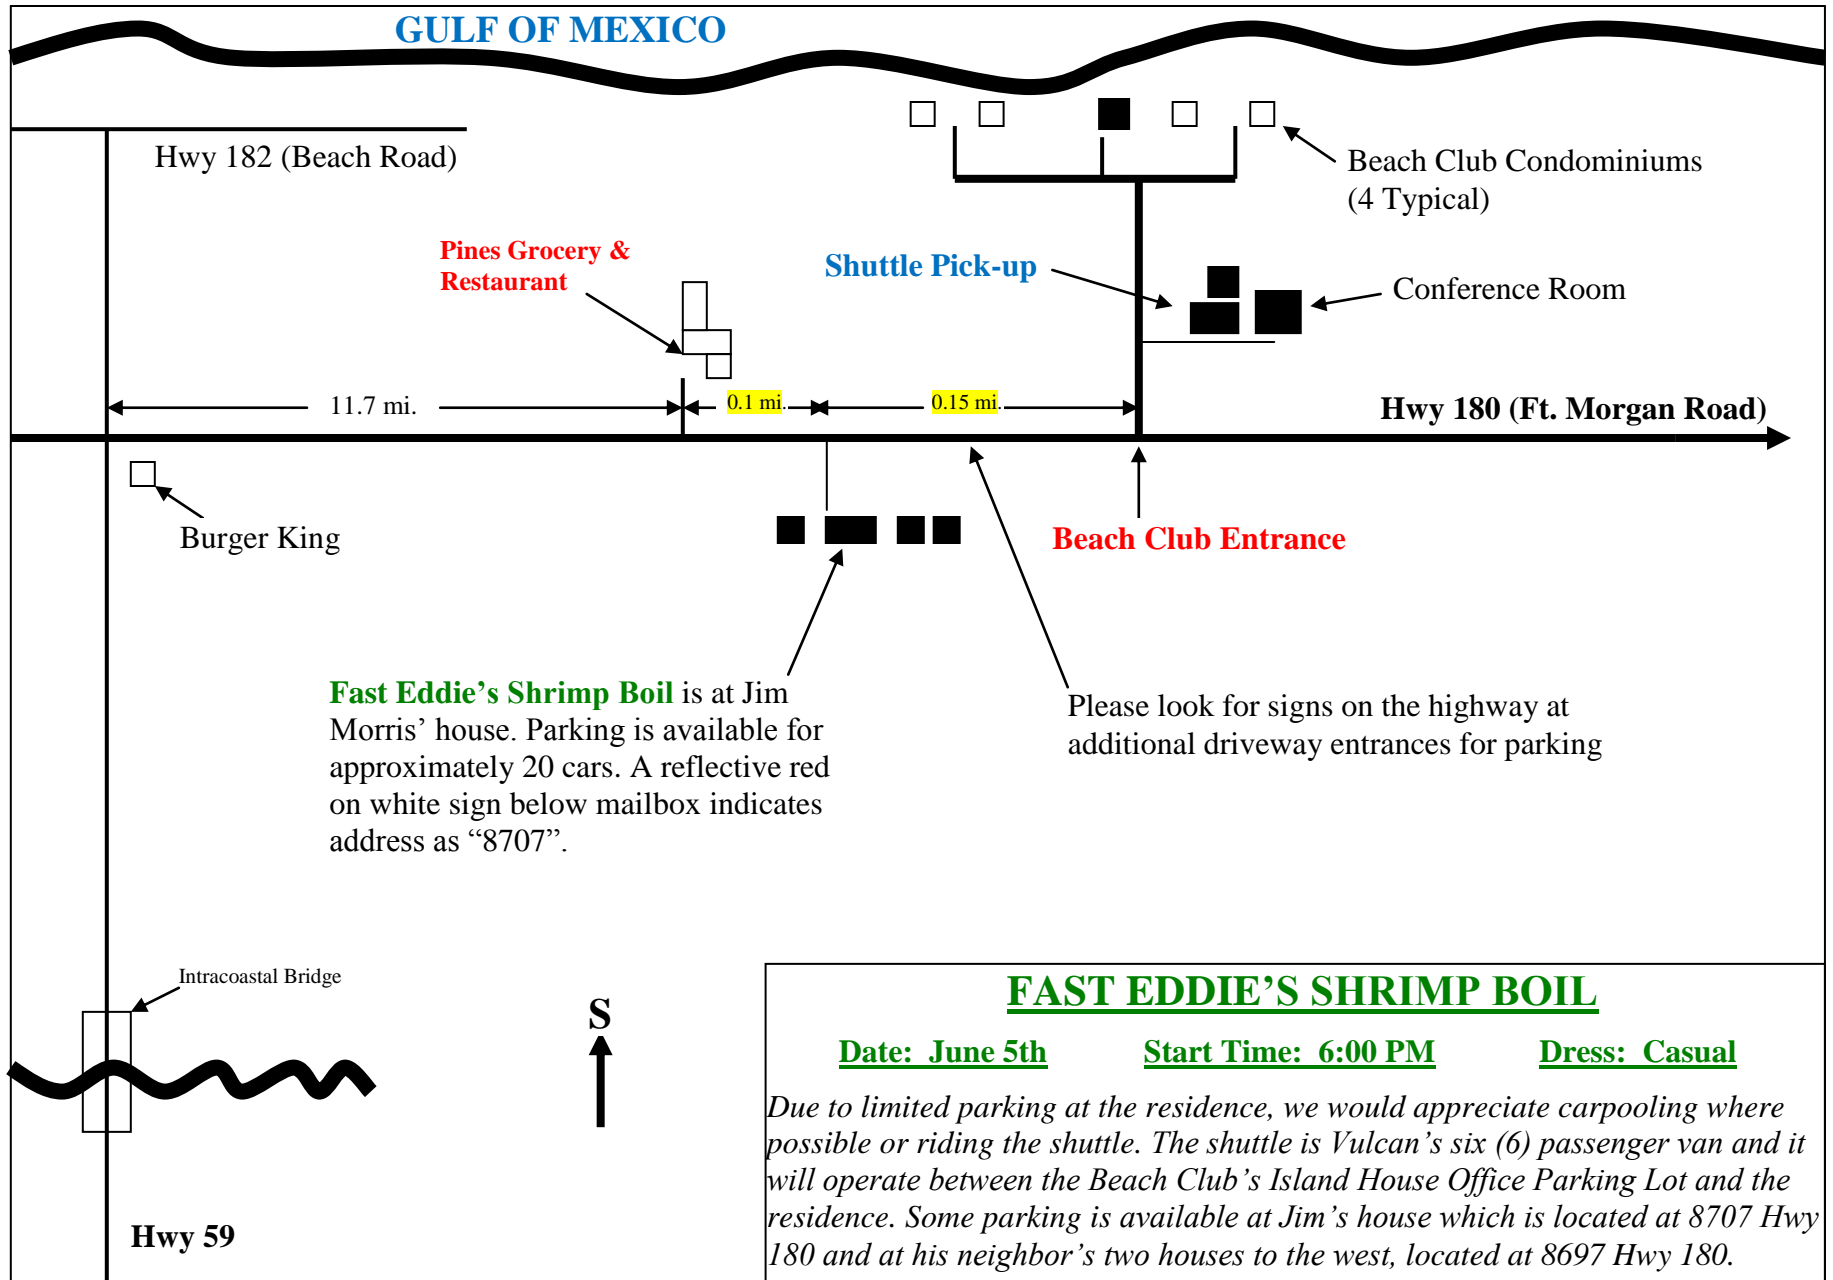 GULF OF MEXICO
Hwy 182 (Beach Road)
Beach Club Condominiums
(4 Typical)
Pines Grocery &
Restaurant
Shuttle Pick-up
Conference Room
11.7 mi.
0.1 mi.
0.15 mi.
Hwy 180 (Ft. Morgan Road)
Burger King
Beach Club Entrance
Fast Eddie’s Shrimp Boil is at Jim
Morris’ house. Parking is available for
approximately 20 cars. A reflective red
on white sign below mailbox indicates
address as “8707”.
Please look for signs on the highway at
additional driveway entrances for parking
Intracoastal Bridge
S
Hwy 59
FAST EDDIE’S SHRIMP BOIL
Date: June 5th Start Time: 6:00 PM Dress: Casual
Due to limited parking at the residence, we would appreciate carpooling where
possible or riding the shuttle. The shuttle is Vulcan’s six (6) passenger van and it
will operate between the Beach Club’s Island House Office Parking Lot and the
residence. Some parking is available at Jim’s house which is located at 8707 Hwy
180 and at his neighbor’s two houses to the west, located at 8697 Hwy 180.